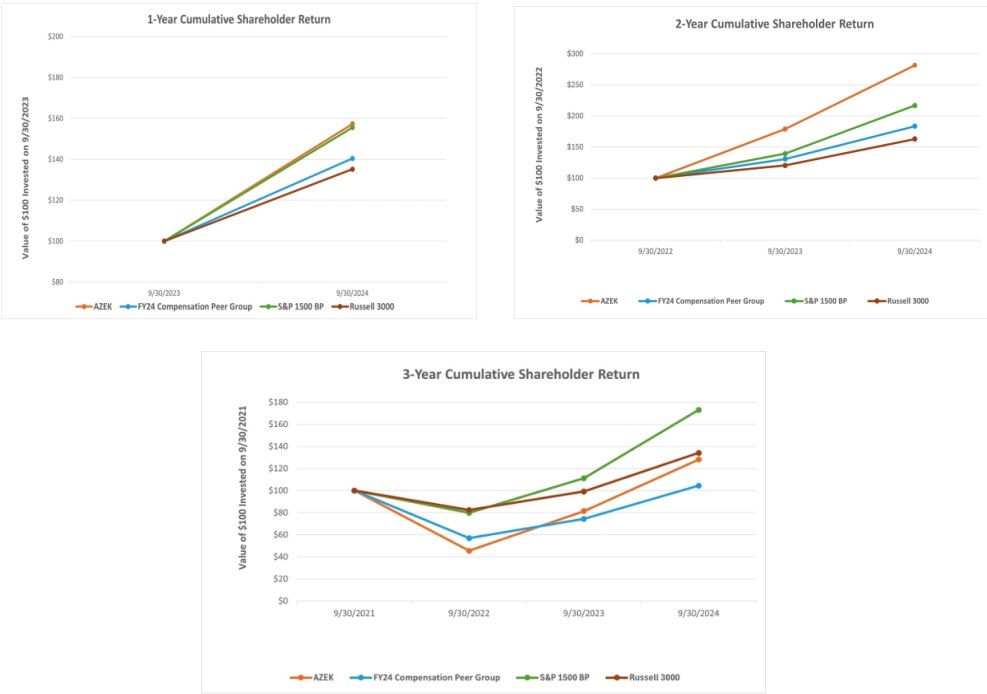 1-Year Cumulative Shareholder Return
Value of $100 Invested on 9/30/2023
$200
$180
$160
$140
$120
$100
$80
9/30/2023 9/30/2024
AZEK FY24 Compensation Peer Group S&P 1500 BP Russell 3000
2-Year Cumulative Shareholder Return
Value of $100 Invested on 9/30/2022
$300
$250
$200
$150
$100
$50
$0
9/30/2022 9/30/2023 9/30/2024
AZEK FY24 Compensation Peer Group S&P 1500 BP Russell 3000
3-Year Cumulative Shareholder Return
Value of $100 Invested on 9/30/2021
$180
$160
$140
$120
$100
$80
$60
$40
$20
$0
9/30/2021 9/30/2022 9/30/2023 9/30/2024
AZEK FY24 Compensation Peer Group S&P 1500 BP Russell 3000